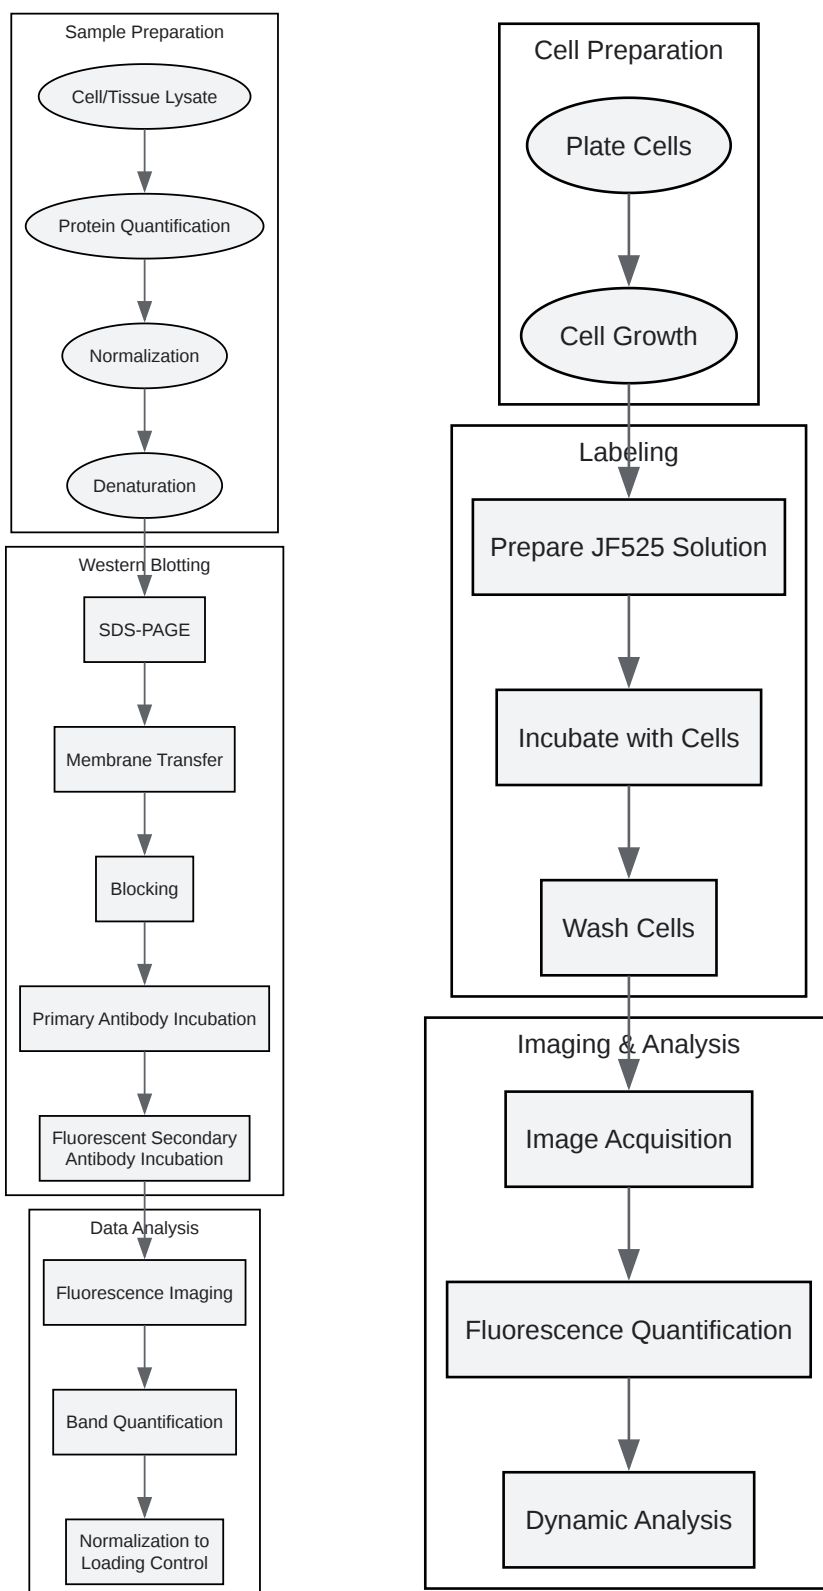 Sample Preparation
Cell/Tissue Lysate
Protein Quantification
Normalization
Denaturation
Western Blotting
SDS-PAGE
Membrane Transfer
Blocking
Primary Antibody Incubation
Fluorescent Secondary
Antibody Incubation
Data Analysis
Fluorescence Imaging
Band Quantification
Normalization to
Loading Control
Cell Preparation
Plate Cells
Cell Growth
Labeling
Prepare JF525 Solution
Incubate with Cells
Wash Cells
Imaging & Analysis
Image Acquisition
Fluorescence Quantification
Dynamic Analysis